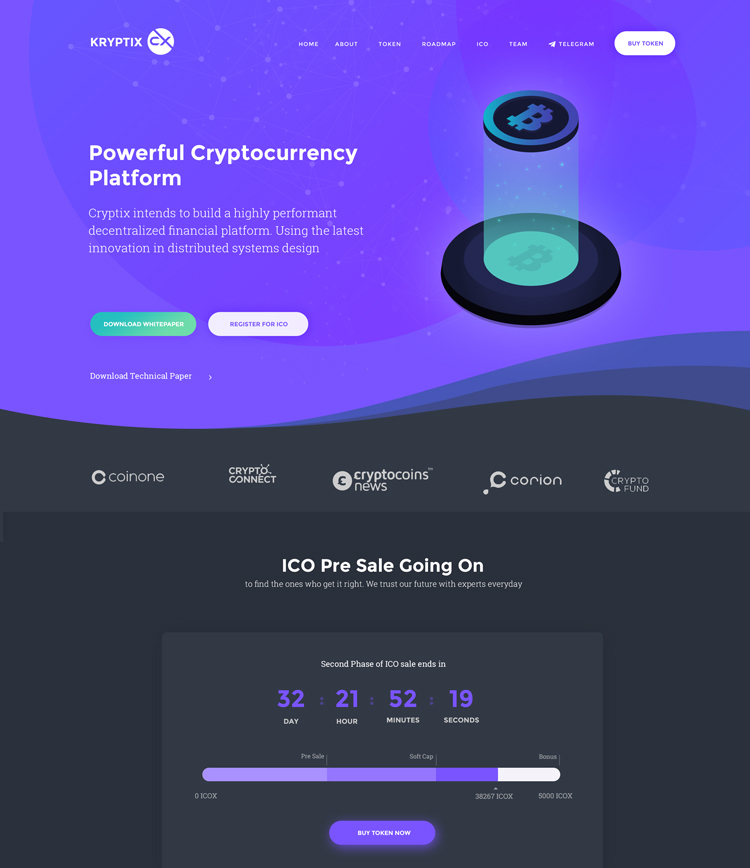 KRYPTIX CX
HOME ABOUT TOKEN ROADMAP ICO TEAM TELEGRAM BUY TOKEN
Powerful Cryptocurrency
Platform
Cryptix intends to build a highly performant
decentralized financial platform. Using the latest
innovation in distributed systems design
DOWNLOAD WHITEPAPER REGISTER FOR ICO
Download Technical Paper
coinone
CRYPTO
CONNECT
cryptocoins
news
corion
CRYPTO
FUND
ICO Pre Sale Going On
to find the ones who get it right. We trust our future with experts everyday
Second Phase of ICO sale ends in
32 : 21 : 52 : 19
DAY HOUR MINUTES SECONDS
Pre Sale Soft Cap Bonus
0 ICOX 38267 ICOX 5000 ICOX
BUY TOKEN NOW